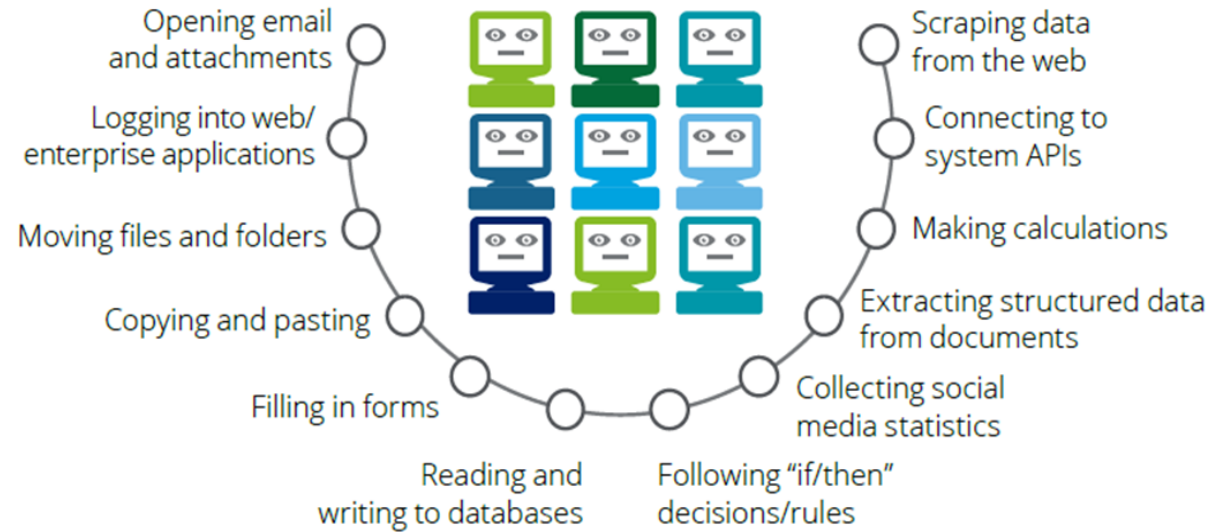 Opening email
and attachments
Logging into web/
enterprise applications
Moving files and folders
Copying and pasting
Filling in forms
Reading and
writing to databases
Following “if/then”
decisions/rules
Collecting social
media statistics
Extracting structured data
from documents
Making calculations
Connecting to
system APIs
Scraping data
from the web